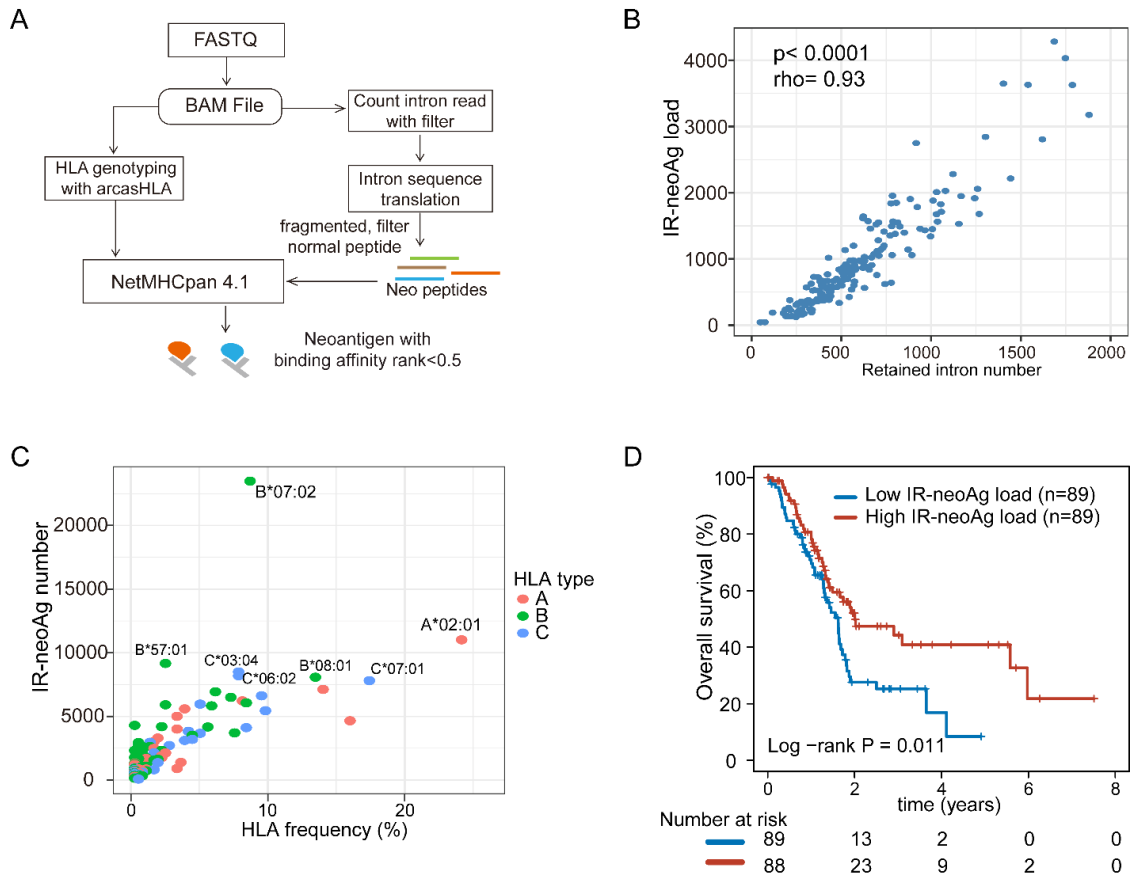 A
FASTQ
BAM File
Count intron read
with filter
HLA genotyping
with arcasHLA
Intron sequence
translation
fragmented, filter
normal peptide
NetMHCpan 4.1
Neo peptides
Neoantigen with
binding affinity rank<0.5
B
p< 0.0001
rho= 0.93
IR-neoAg load
4000
3000
2000
1000
0
0 500 1000 1500 2000
Retained intron number
C
IR-neoAg number
20000
15000
10000
5000
0
B*07:02
A*02:01
B*57:01
C*03:04
C*06:02
B*08:01
C*07:01
0 10 20
HLA frequency (%)
HLA type
A
B
C
D
Overall survival (%)
100
80
60
40
20
0
Low IR-neoAg load (n=89)
High IR-neoAg load (n=89)
Log −rank P = 0.011
0 2 4 6 8
time (years)
Number at risk
89 13 2 0 0
88 23 9 2 0